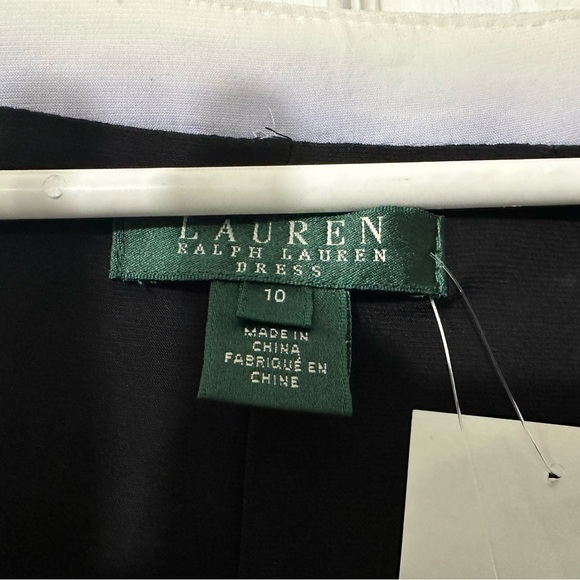 LAUREN
RALPH LAUREN
DRESS
10
MADE IN
CHINA
FABRIQUÉ EN
CHINE